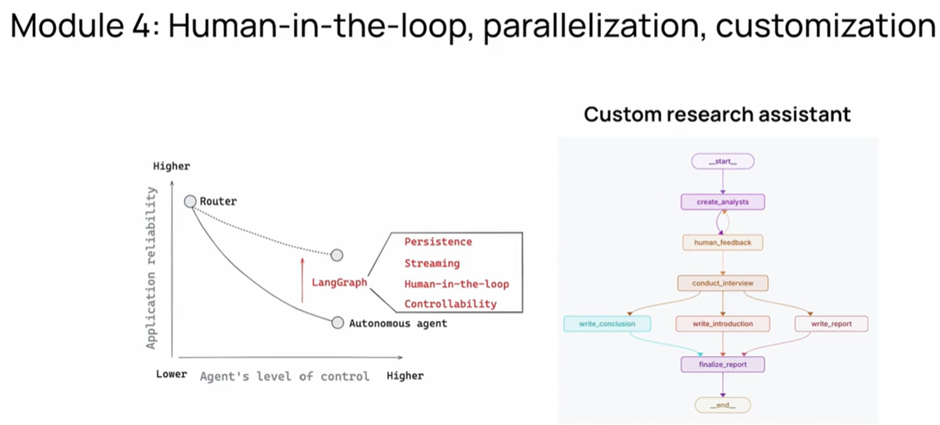 Module 4: Human-in-the-loop, parallelization, customization
Higher
Application reliability
Router
LangGraph
Persistence
Streaming
Human-in-the-loop
Controllability
Autonomous agent
Lower Agent's level of control Higher
Custom research assistant
__start__
create_analysts
human_feedback
conduct_interview
write_conclusion write_introduction write_report
finalize_report
__end__